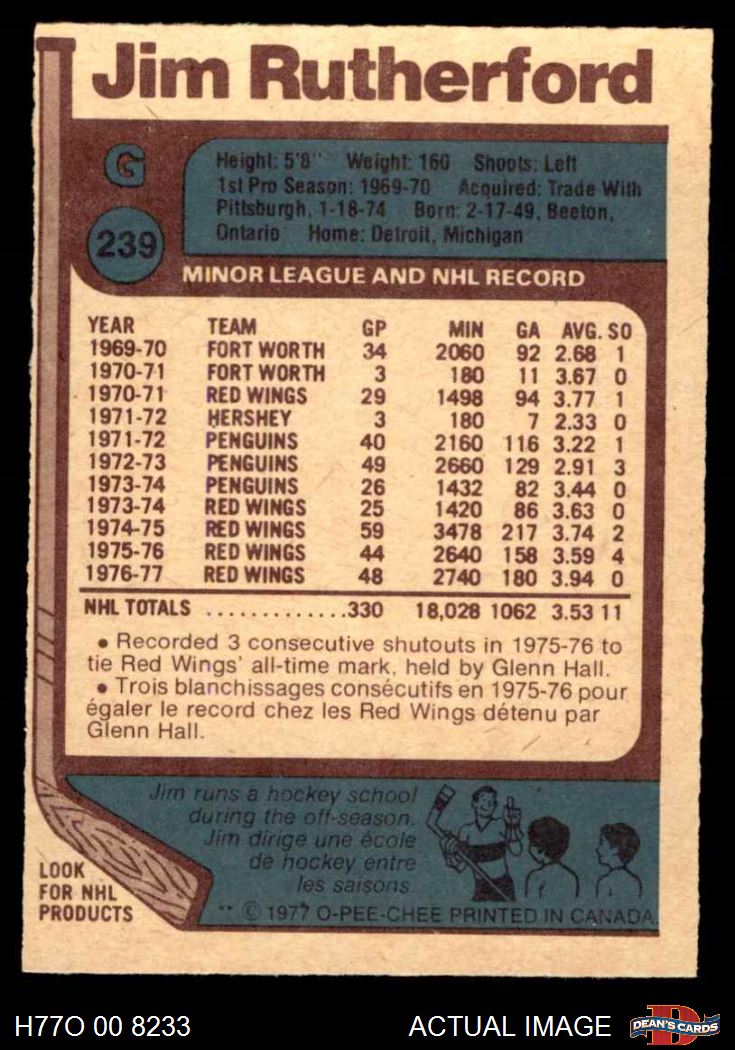 Jim Rutherford
G
239
Height: 5'8" Weight: 160 Shoots: Left
1st Pro Season: 1969-70 Acquired: Trade With
Pittsburgh, 1-18-74 Born: 2-17-49, Beeton,
Ontario Home: Detroit, Michigan
MINOR LEAGUE AND NHL RECORD
YEAR TEAM GP MIN GA AVG. SO
1969-70 FORT WORTH 34 2060 92 2.68 1
1970-71 FORT WORTH 3 180 11 3.67 0
1970-71 RED WINGS 29 1498 94 3.77 1
1971-72 HERSHEY 3 180 7 2.33 0
1971-72 PENGUINS 40 2160 116 3.22 1
1972-73 PENGUINS 49 2660 129 2.91 3
1973-74 PENGUINS 26 1432 82 3.44 0
1973-74 RED WINGS 25 1420 86 3.63 0
1974-75 RED WINGS 59 3478 217 3.74 2
1975-76 RED WINGS 44 2640 158 3.59 4
1976-77 RED WINGS 48 2740 180 3.94 0
NHL TOTALS .............330 18,028 1062 3.53 11
• Recorded 3 consecutive shutouts in 1975-76 to
tie Red Wings' all-time mark, held by Glenn Hall.
• Trois blanchissages consécutifs en 1975-76 pour
égaler le record chez les Red Wings détenu par
Glenn Hall.
Jim runs a hockey school
during the off-season.
Jim dirige une école
de hockey entre
les saisons
LOOK
FOR NHL
PRODUCTS
** © 1977 O-PEE-CHEE PRINTED IN CANADA.
H77O 00 8233
ACTUAL IMAGE
D
DEAN'S CARDS